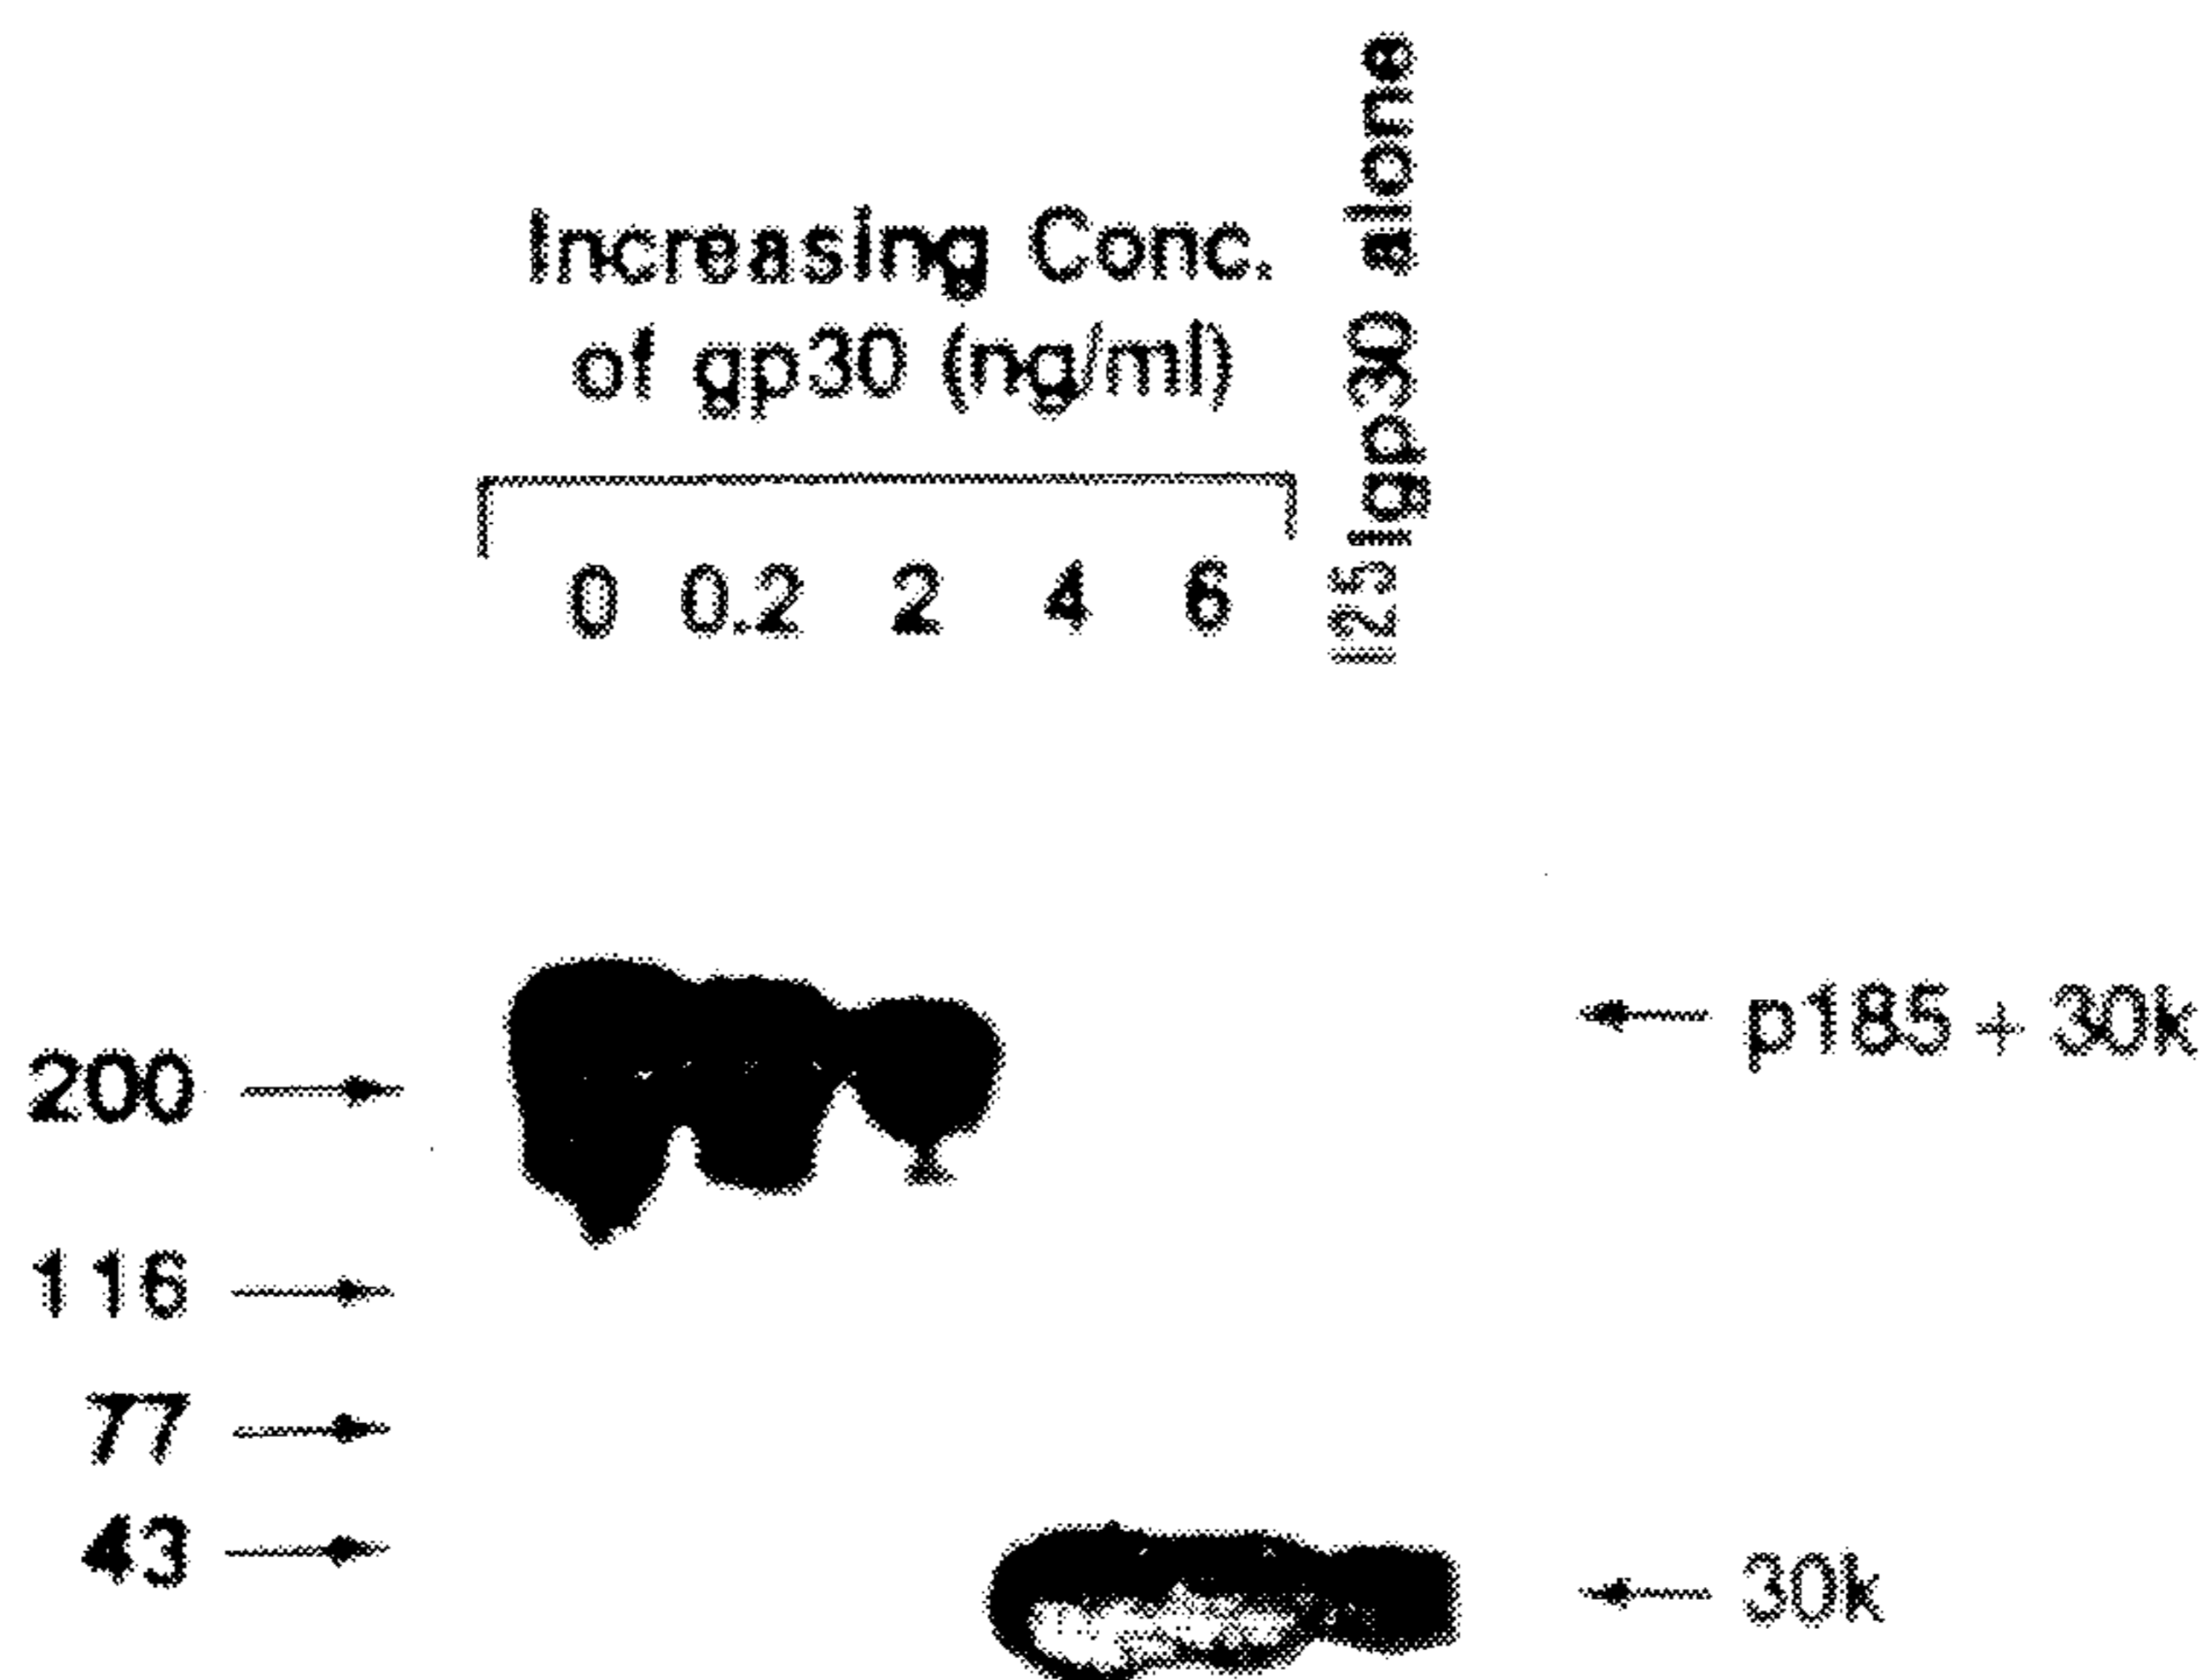 Increasing Conc.
of gp30 (ng/ml)
0 0.2 2 4 6
125Igp30 alone
200
116
77
43
p185 + 30k
30k